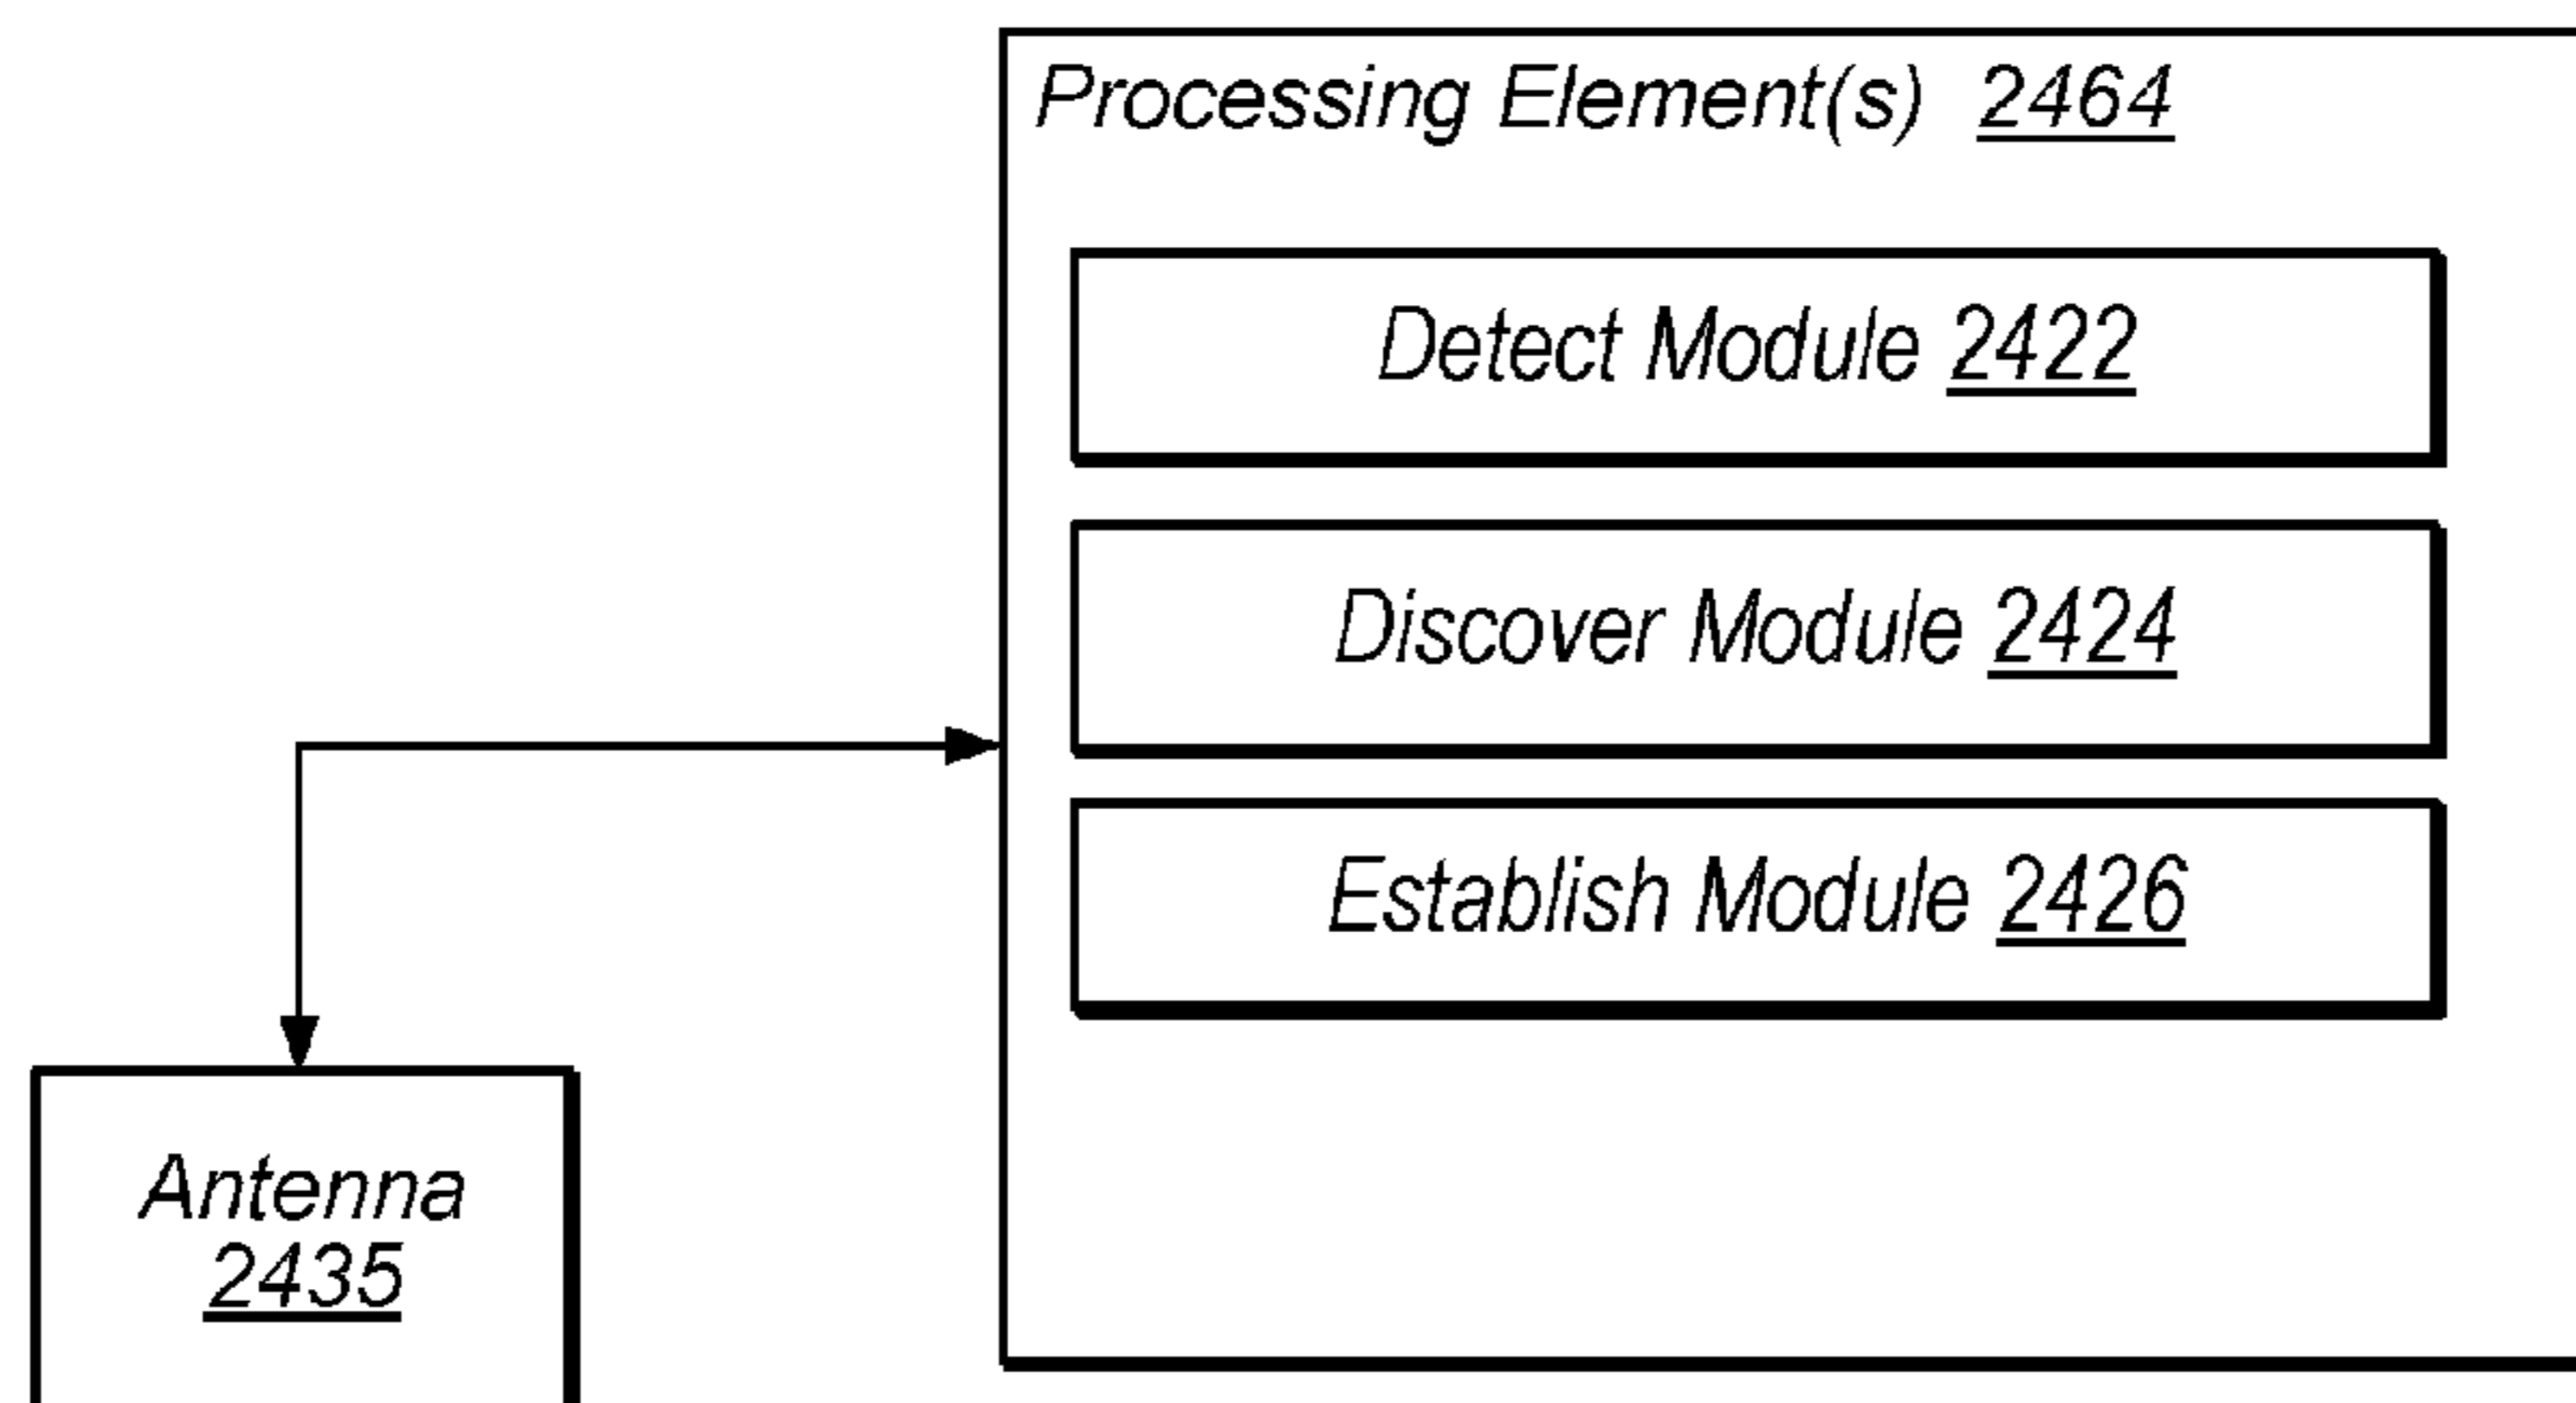 Processing Element(s) 2464
Detect Module 2422
Discover Module 2424
Establish Module 2426
Antenna
2435